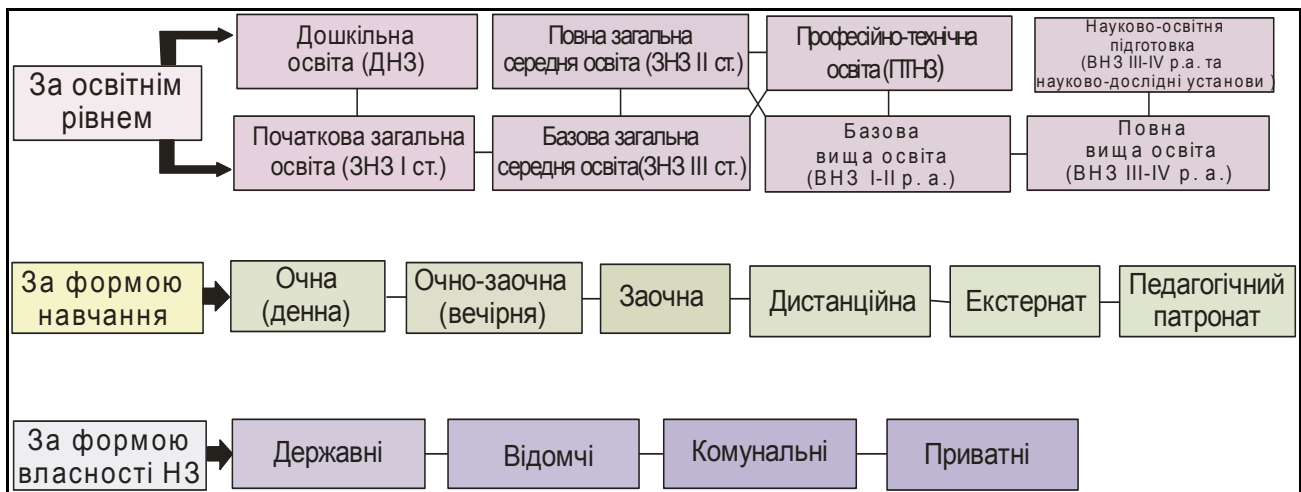 За освітнім
рівнем
Дошкільна
освіта (ДНЗ)
Повна загальна
середня освіта (ЗНЗ ІІ ст.)
Професійно-технічна
освіта (ПТНЗ)
Науково-освітня
підготовка
(ВНЗ ІІІ-ІV р.а. та
науково-дослідні установи )
Початкова загальна
освіта (ЗНЗ І ст.)
Базова загальна
середня освіта(ЗНЗ ІІІ ст.)
Базова
вища освіта
(ВНЗ І-ІІ р. а.)
Повна
вища освіта
(ВНЗ ІІІ-ІV р. а.)
За формою
навчання
Очна
(денна)
Очно-заочна
(вечірня)
Заочна
Дистанційна
Екстернат
Педагогічний
патронат
За формою
власності НЗ
Державні
Відомчі
Комунальні
Приватні